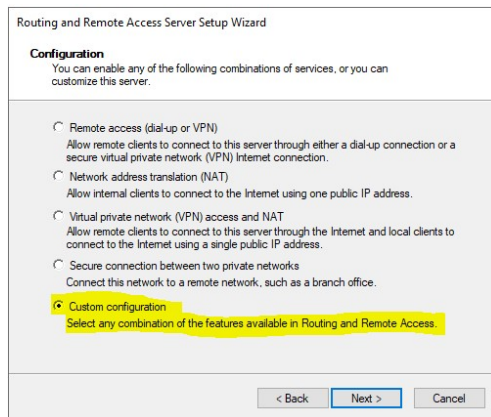 Routing and Remote Access Server Setup Wizard
Configuration
You can enable any of the following combinations of services, or you can
customize this server.
Remote access (dial-up or VPN)
Allow remote clients to connect to this server through either a dial-up connection or a
secure virtual private network (VPN) Internet connection.
Network address translation (NAT)
Allow internal clients to connect to the Internet using one public IP address.
Virtual private network (VPN) access and NAT
Allow remote clients to connect to this server through the Internet and local clients to
connect to the Internet using a single public IP address.
Secure connection between two private networks
Connect this network to a remote network, such as a branch office.
Custom configuration
Select any combination of the features available in Routing and Remote Access.
< Back Next > Cancel